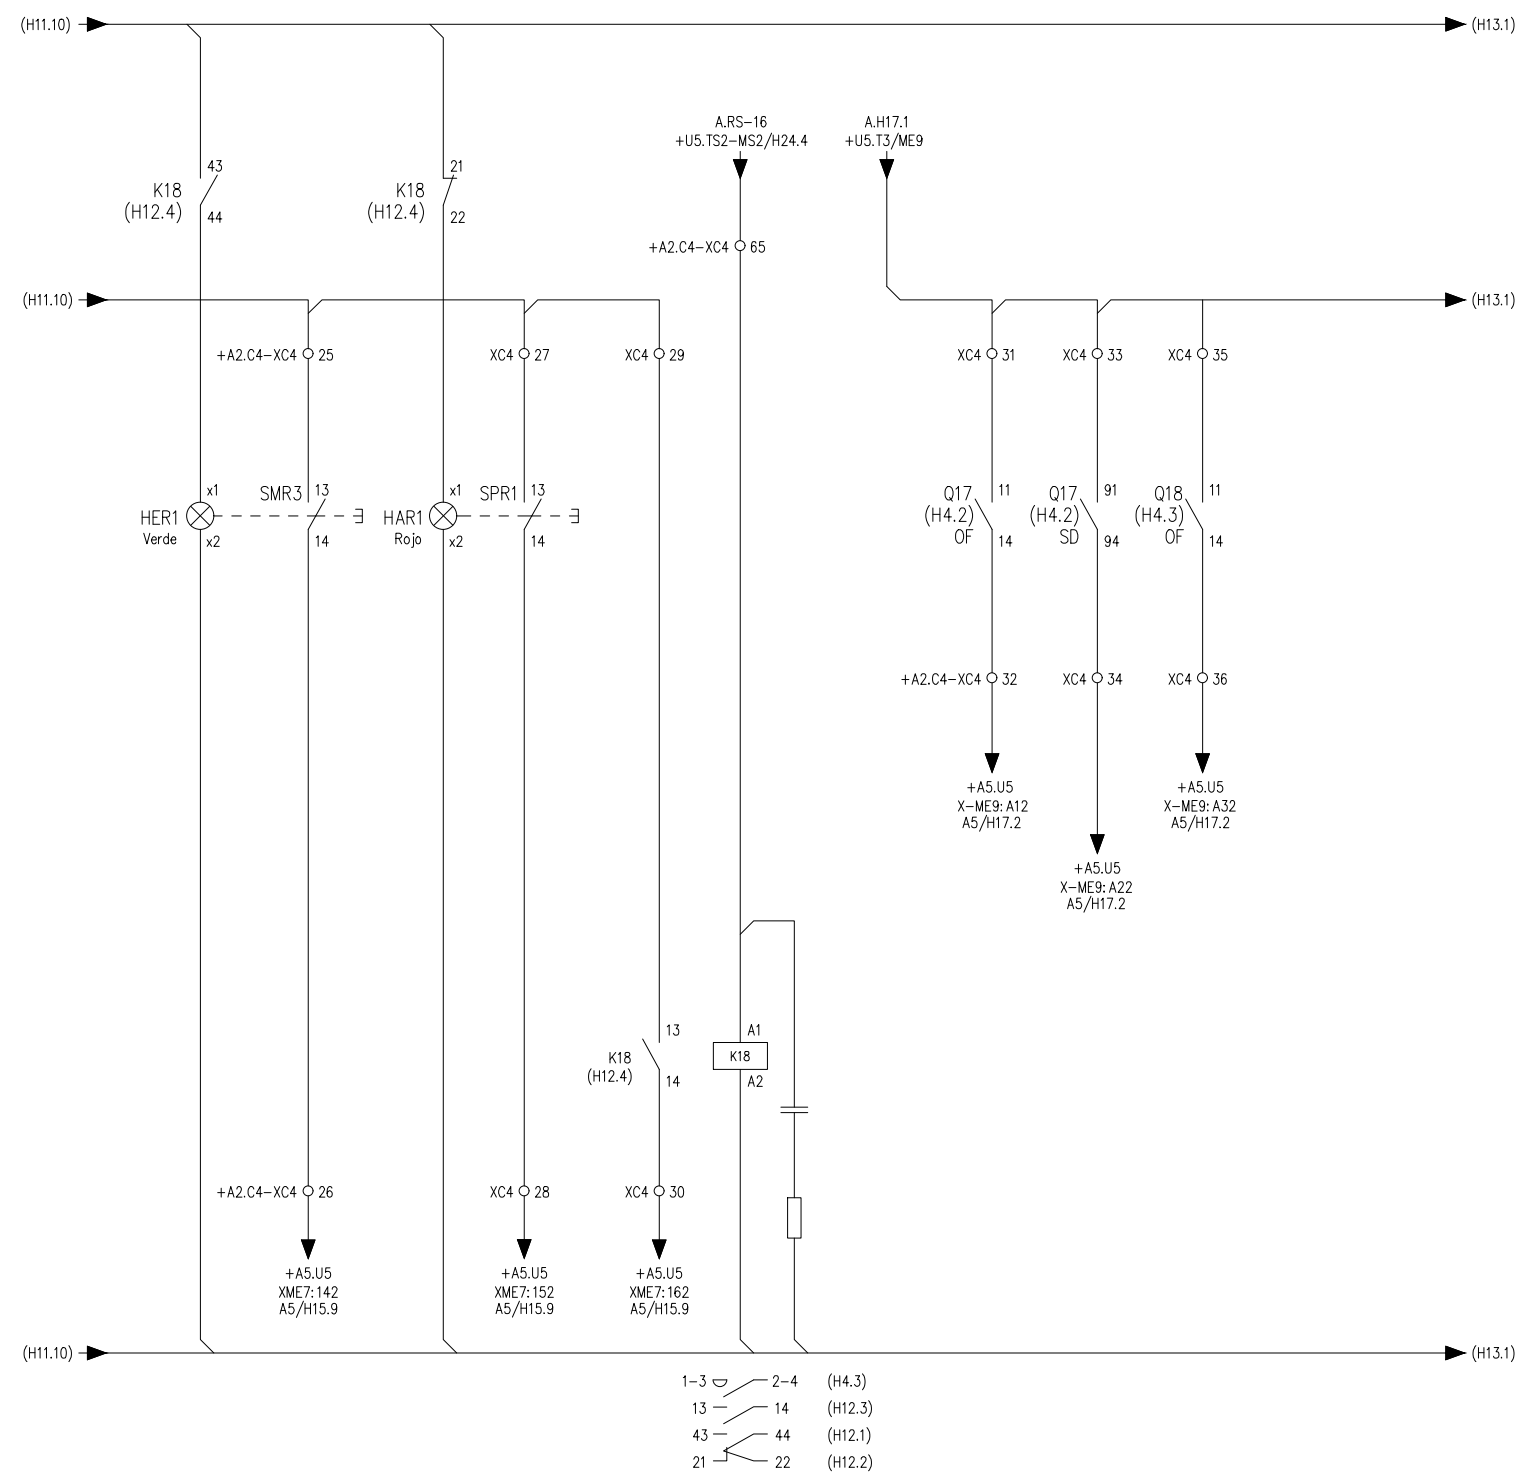 (H11.10)
(H13.1)
A.RS-16
+U5.TS2-MS2/H24.4
A.H17.1
+U5.T3/ME9
43
K18
(H12.4)
44
21
K18
(H12.4)
22
+A2.C4-XC4 65
(H11.10)
(H13.1)
+A2.C4-XC4 25
XC4 27
XC4 29
XC4 31
XC4 33
XC4 35
x1
HER1
Verde
x2
SMR3 13
14
x1
HAR1
Rojo
x2
SPR1 13
14
Q17 11
(H4.2)
OF 14
Q17 91
(H4.2)
SD 94
Q18 11
(H4.3)
OF 14
+A2.C4-XC4 32
XC4 34
XC4 36
+A5.U5
X-ME9:A12
A5/H17.2
+A5.U5
X-ME9:A22
A5/H17.2
+A5.U5
X-ME9:A32
A5/H17.2
13
K18
(H12.4)
14
A1
K18
A2
+A2.C4-XC4 26
XC4 28
XC4 30
+A5.U5
XME7:142
A5/H15.9
+A5.U5
XME7:152
A5/H15.9
+A5.U5
XME7:162
A5/H15.9
(H11.10)
(H13.1)
1-3 2-4 (H4.3)
13 14 (H12.3)
43 44 (H12.1)
21 22 (H12.2)